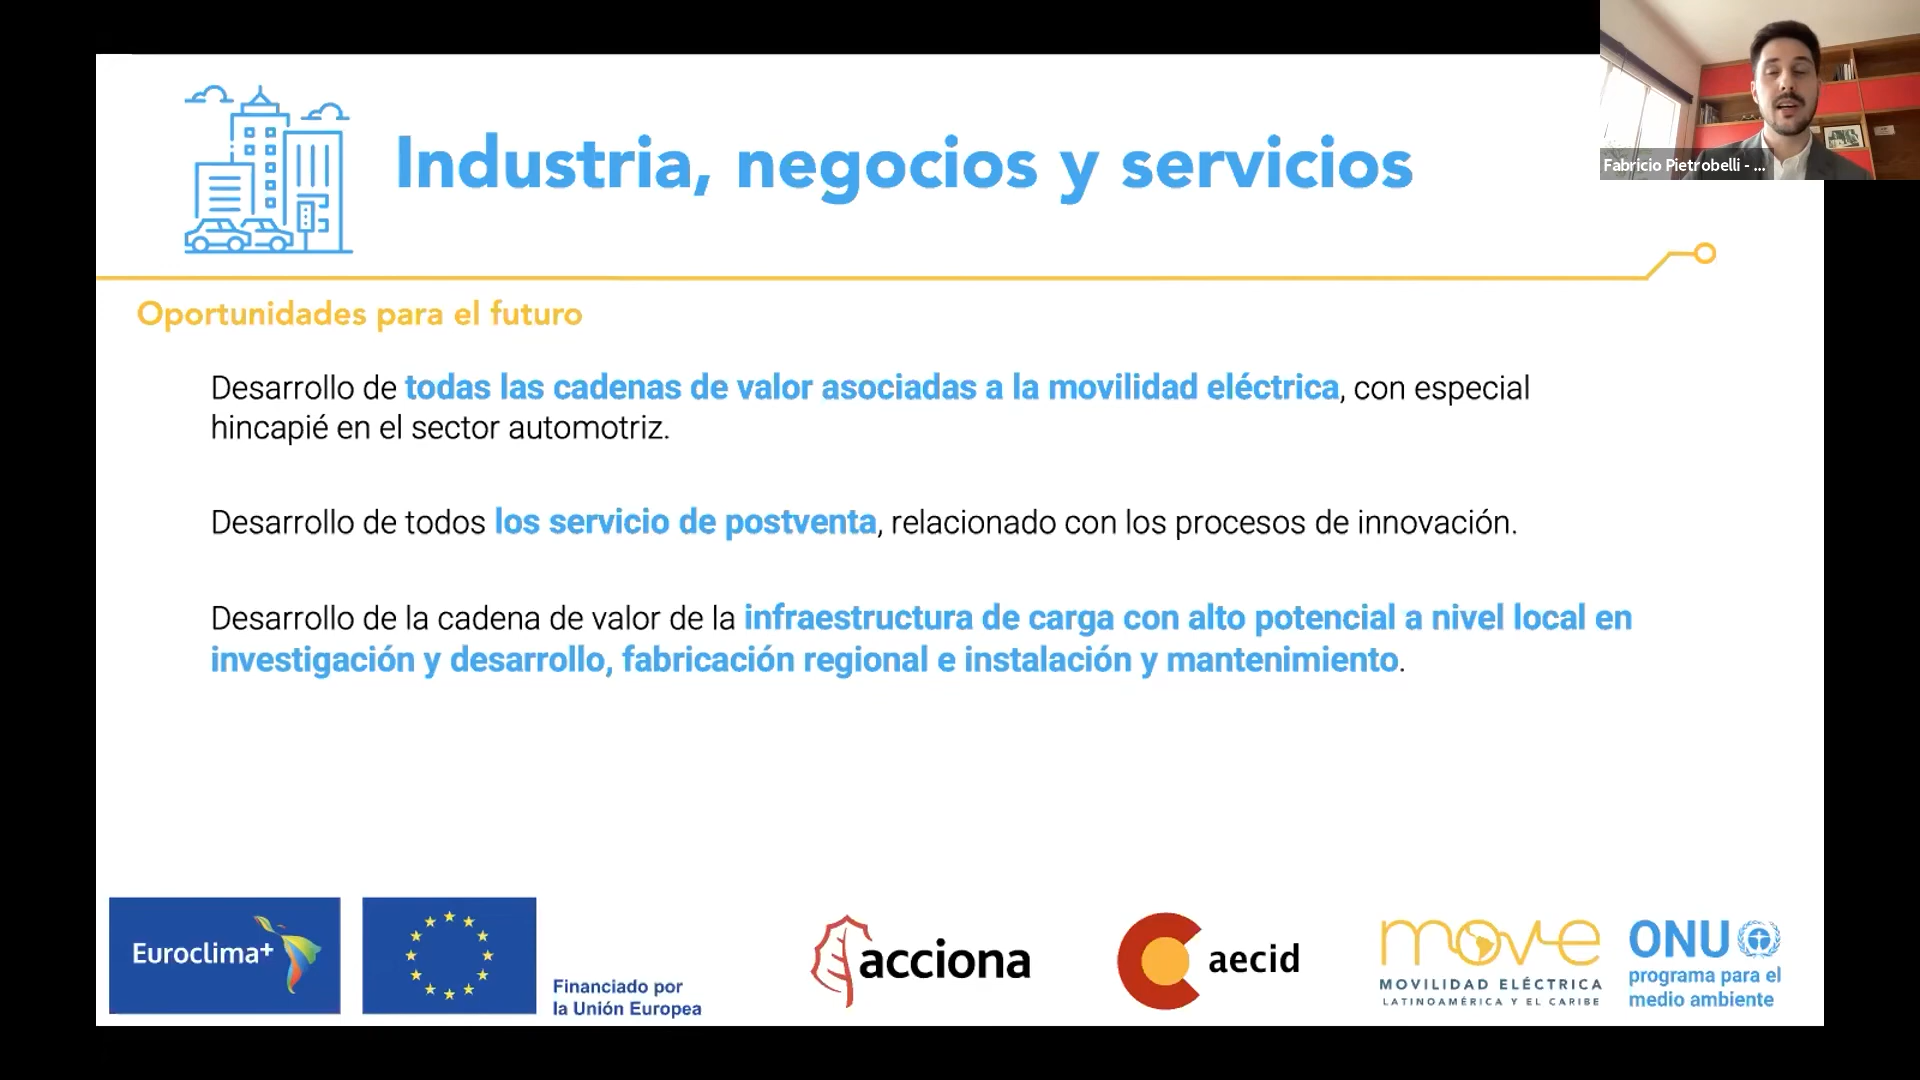 Industria, negocios y servicios
Fabricio Pietrobelli - ...
Oportunidades para el futuro
Desarrollo de todas las cadenas de valor asociadas a la movilidad eléctrica, con especial
hincapié en el sector automotriz.
Desarrollo de todos los servicio de postventa, relacionado con los procesos de innovación.
Desarrollo de la cadena de valor de la infraestructura de carga con alto potencial a nivel local en
investigación y desarrollo, fabricación regional e instalación y mantenimiento.
Euroclima+
Financiado por
la Unión Europea
acciona
aecid
move
MOVILIDAD ELÉCTRICA
LATINOAMÉRICA Y EL CARIBE
ONU
programa para el
medio ambiente